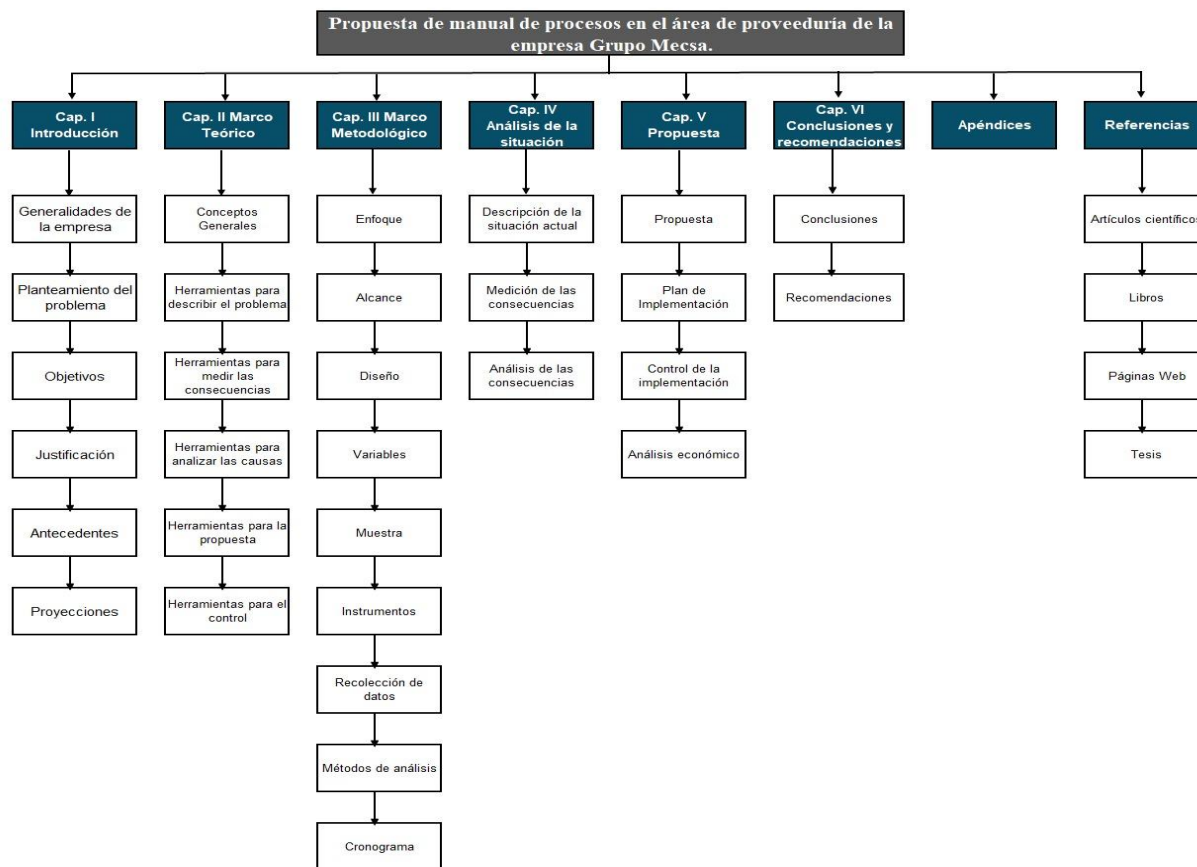 Propuesta de manual de procesos en el área de proveeduría de la
empresa Grupo Mecsa.
Cap. I
Introducción
Generalidades de
la empresa
Planteamiento del
problema
Objetivos
Justificación
Antecedentes
Proyecciones
Cap. II Marco
Teórico
Conceptos
Generales
Herramientas para
describir el problema
Herramientas para
medir las
consecuencias
Herramientas para
analizar las causas
Herramientas para la
propuesta
Herramientas para el
control
Cap. III Marco
Metodológico
Enfoque
Alcance
Diseño
Variables
Muestra
Instrumentos
Recolección de
datos
Métodos de análisis
Cronograma
Cap. IV
Análisis de la
situación
Descripción de la
situación actual
Medición de las
consecuencias
Análisis de las
consecuencias
Cap. V
Propuesta
Propuesta
Plan de
Implementación
Control de la
implementación
Análisis económico
Cap. VI
Conclusiones y
recomendaciones
Conclusiones
Recomendaciones
Apéndices
Referencias
Artículos científicos
Libros
Páginas Web
Tesis